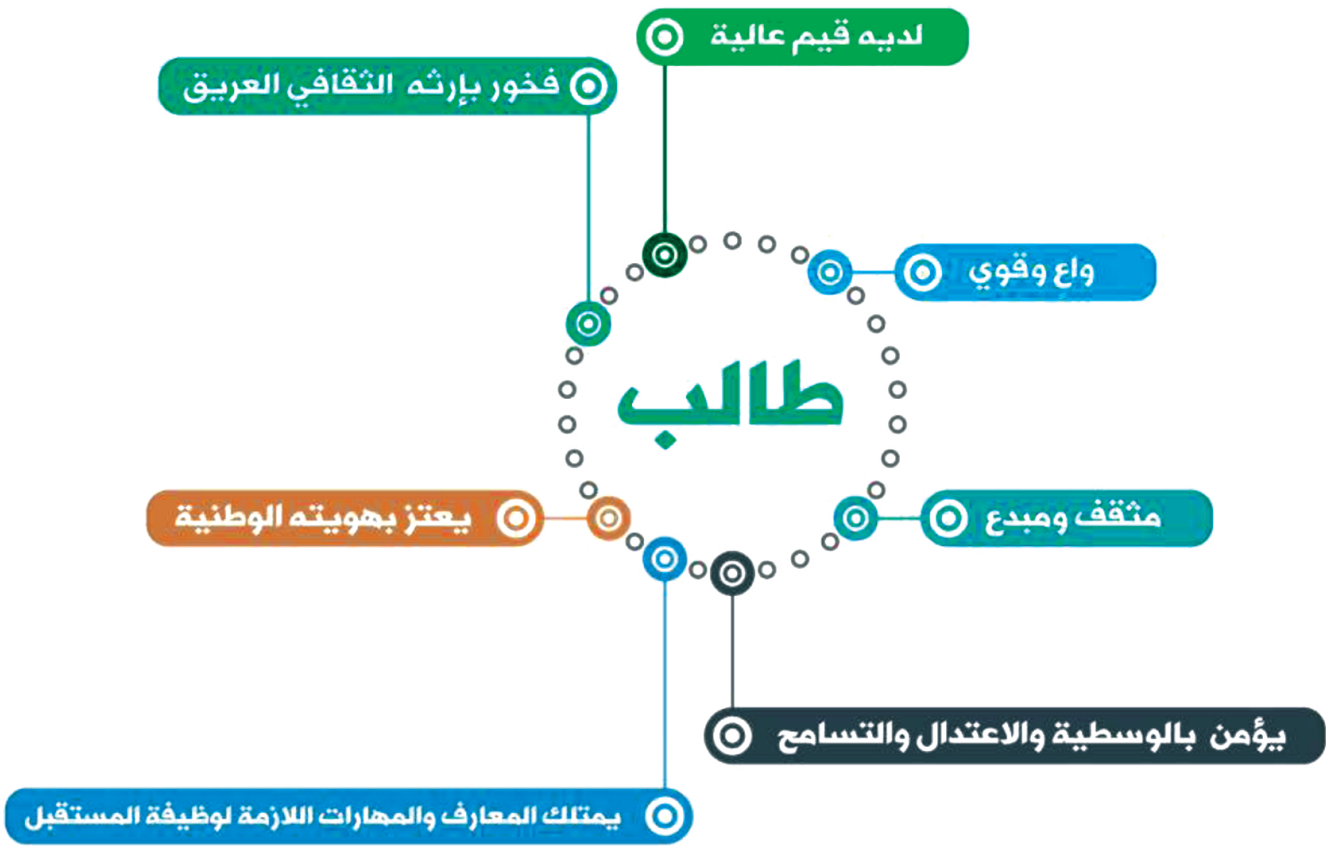 لديه قيم عالية
فخور بإرثه الثقافي العريق
واع وقوي
طالب
مثقف ومبدع
يعتز بهويته الوطنية
يؤمن بالوسطية والاعتدال والتسامح
يمتلك المعارف والمهارات اللازمة لوظيفة المستقبل